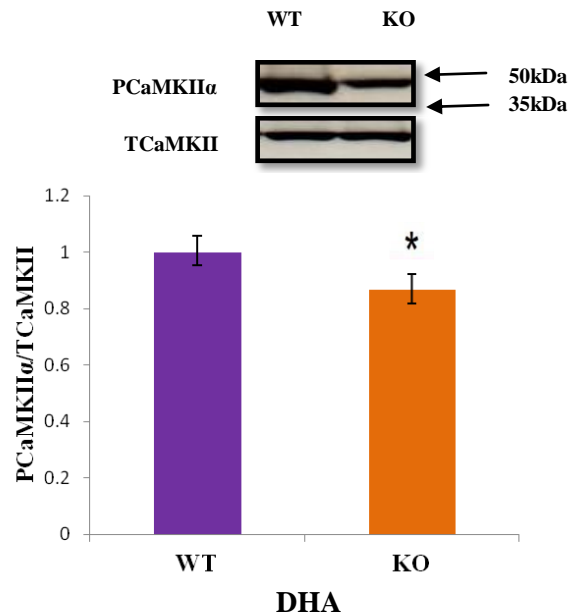 WT KO
PCaMKIIα 50kDa
35kDa
TCaMKII
1.2
1
0.8
0.6
0.4
0.2
0
PCaMKIIα/TCaMKII
*
WT KO
DHA